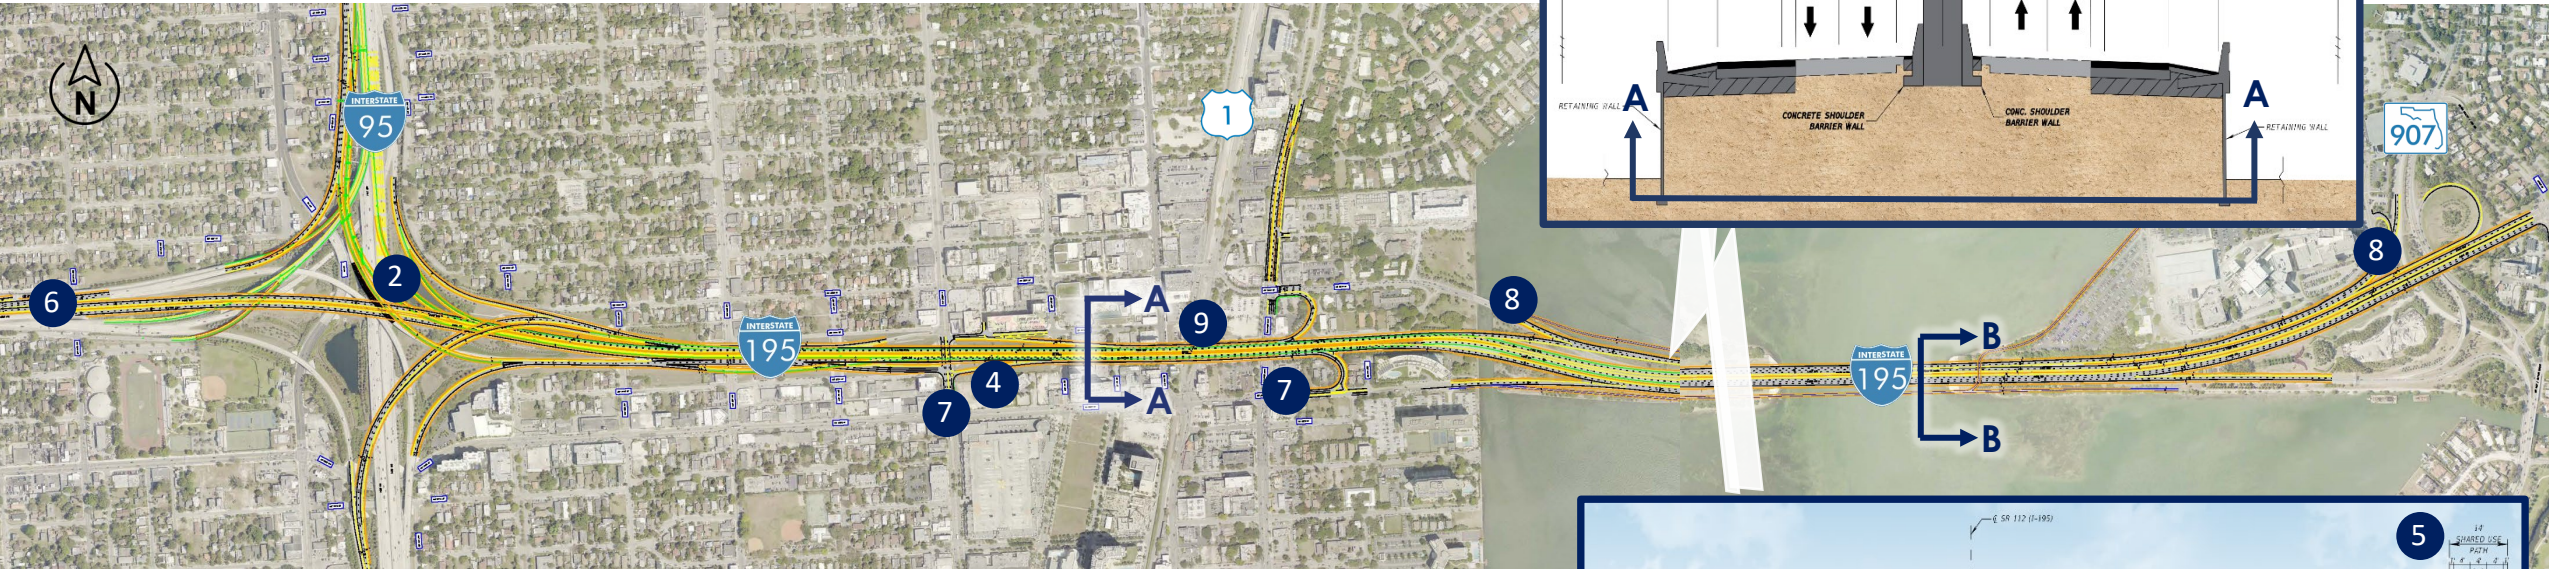 N
INTERSTATE
95
1
907
A
A
RETAINING WALL
CONCRETE SHOULDER
BARRIER WALL
CONC. SHOULDER
BARRIER WALL
RETAINING WALL
6
2
INTERSTATE
195
7
4
A
A
9
7
8
INTERSTATE
195
B
B
8
℄ SR 112 (I-195)
5
14'
SHARED USE
PATH